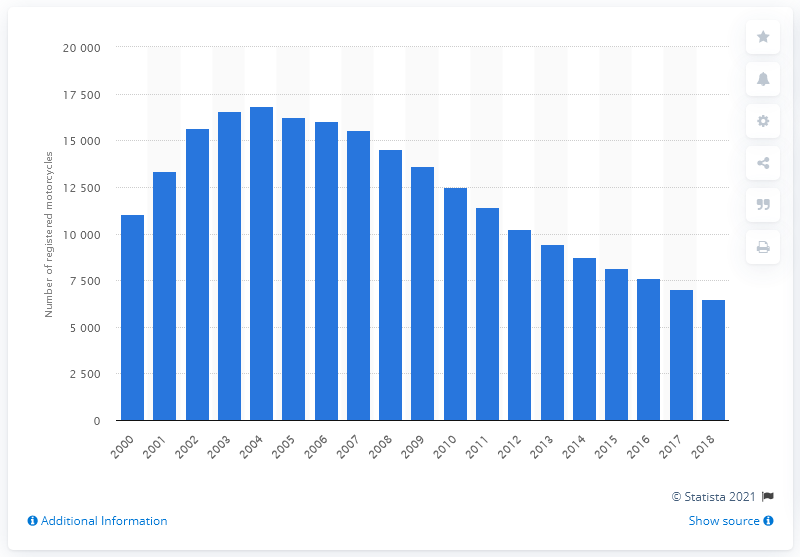 20 000
17 500
15 000
12 500
10 000
7 500
5 000
2 500
0
Number of registered motorcycles
2000 2001 2002 2003 2004 2005 2006 2007 2008 2009 2010 2011 2012 2013 2014 2015 2016 2017 2018
© Statista 2021
Additional Information
Show source